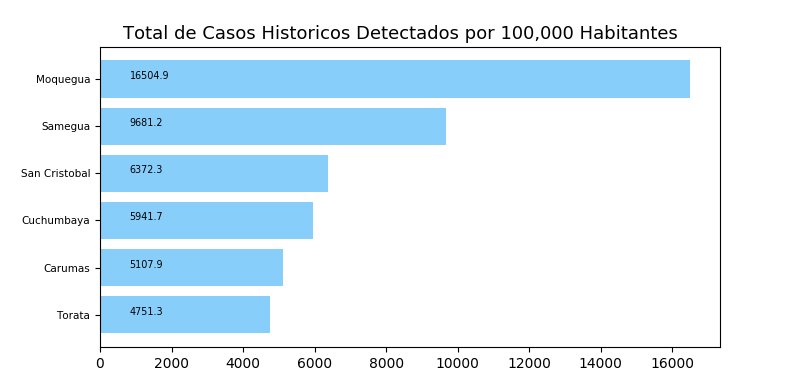 Total de Casos Historicos Detectados por 100,000 Habitantes
Moquegua 16504.9
Samegua 9681.2
San Cristobal 6372.3
Cuchumbaya 5941.7
Carumas 5107.9
Torata 4751.3
0 2000 4000 6000 8000 10000 12000 14000 16000